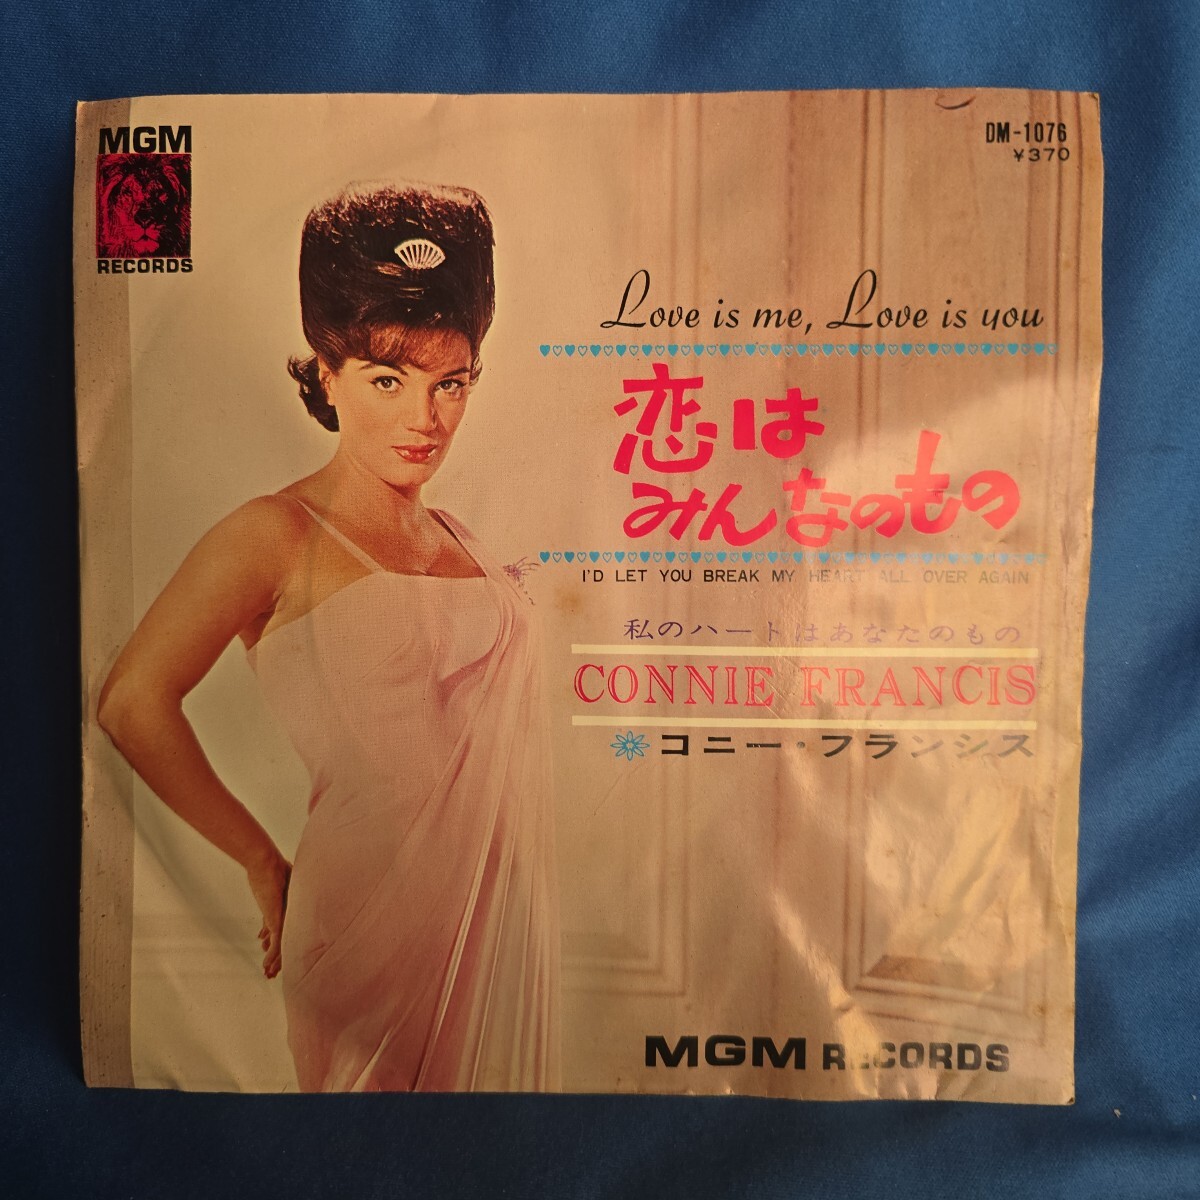 MGM
RECORDS
DM-1076
¥370
Love is me, Love is you
恋は
みんなのもの
I'D LET YOU BREAK MY HEART ALL OVER AGAIN
私のハートはあなたのもの
CONNIE FRANCIS
コニー・フランシス
MGM RECORDS